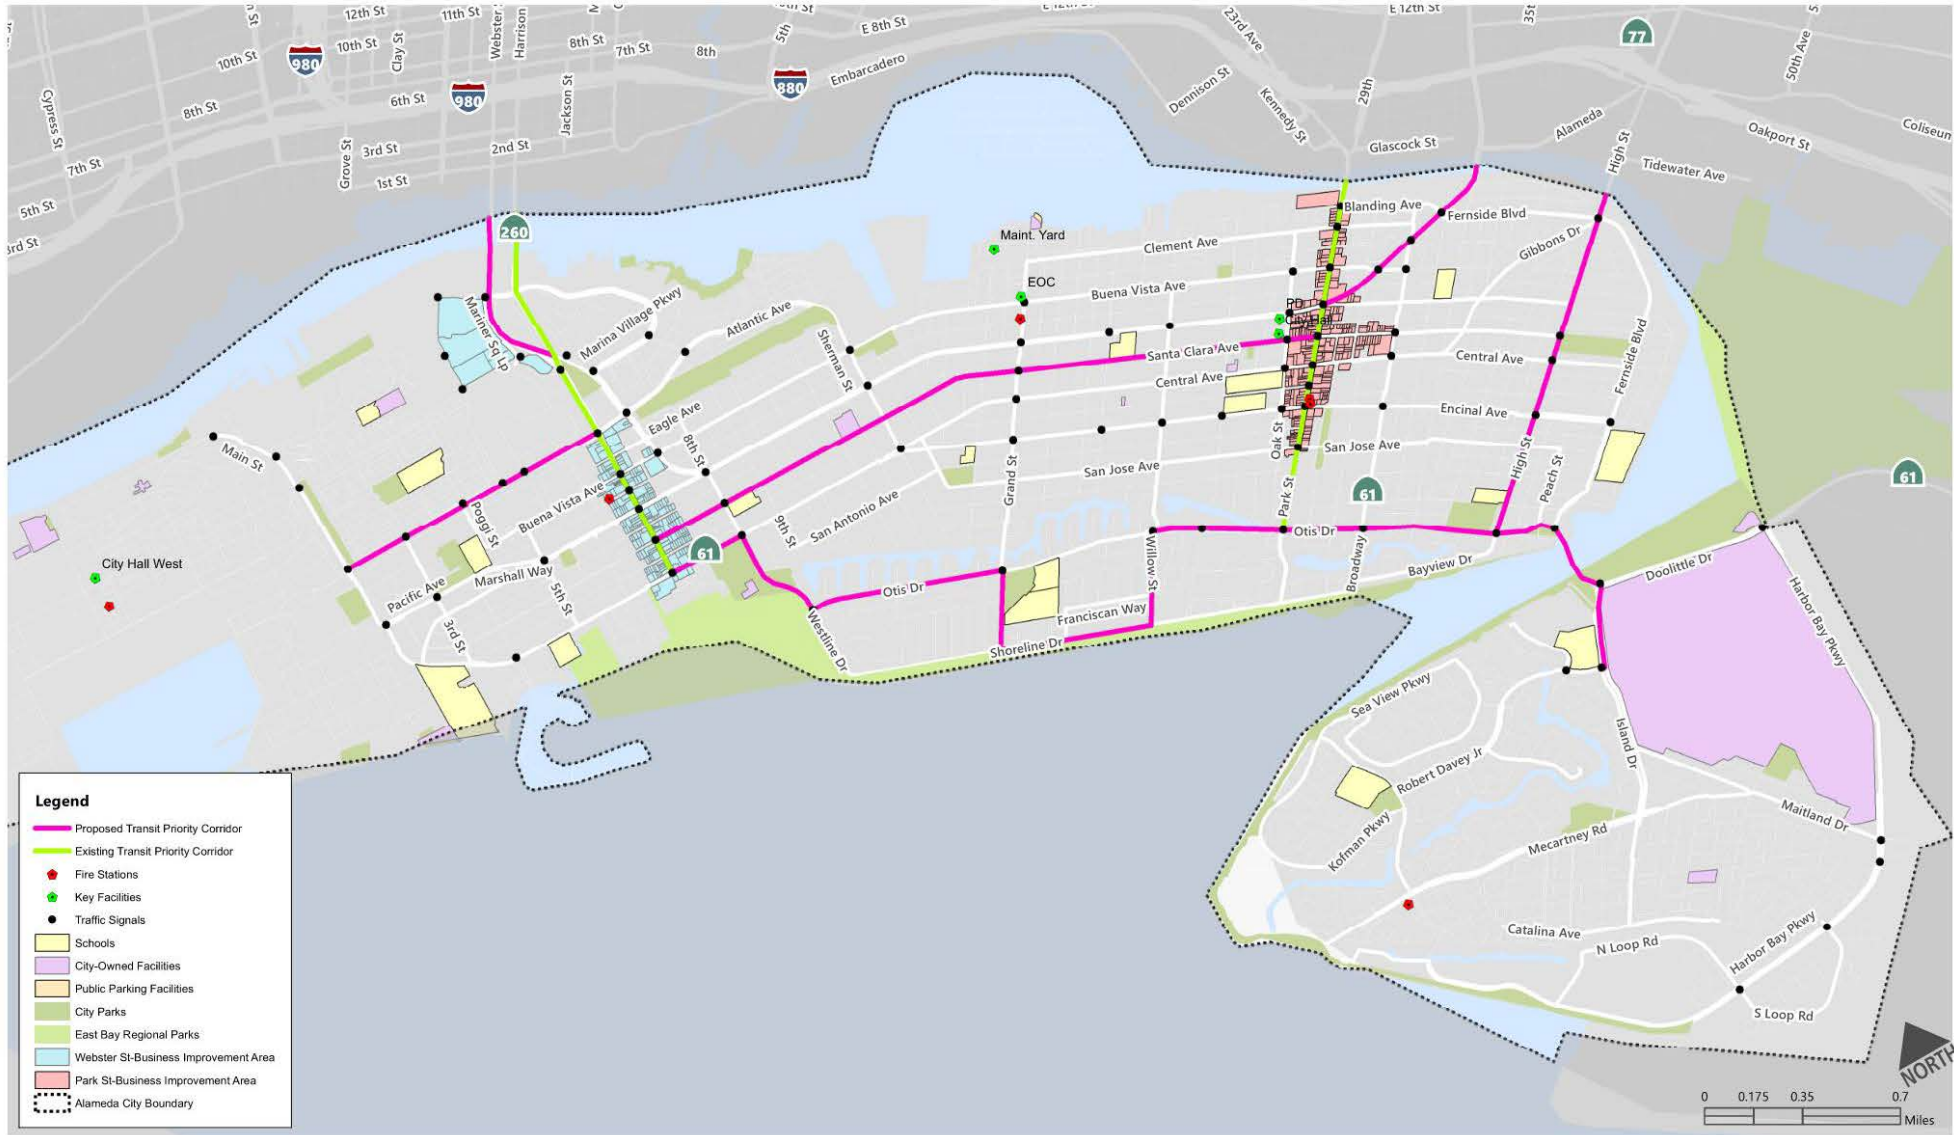 12th St
11th St
Webster
Harrison
5th
E 8th St
23rd Ave
E 12th St
35t
77
50th Ave
10th St
10th St
Clay St
8th St
7th St
8th
980
980
880
Embarcadero
Dennison St
Kennedy St
29th
Cypress St
8th St
6th St
Jackson St
Glascock St
Alameda
Oakport St
Coliseum
7th St
Grove St
3rd St
2nd St
1st St
High St
Tidewater Ave
5th St
3rd St
260
Maint. Yard
Blanding Ave
Fernside Blvd
Clement Ave
Gibbons Dr
EOC
Buena Vista Ave
PD
City Hall
Mariner Sq Lp
Marina Village Pkwy
Atlantic Ave
Sherman St
Santa Clara Ave
Central Ave
Central Ave
Fernside Blvd
Eagle Ave
8th St
Encinal Ave
Main St
Oak St
San Jose Ave
San Jose Ave
Grand St
High St
Peach St
61
61
Park St
Poggi St
Buena Vista Ave
9th St
San Antonio Ave
Otis Dr
61
City Hall West
Marshall Way
Pacific Ave
5th St
3rd St
Otis Dr
Willow St
Broadway
Bayview Dr
Doolittle Dr
Harbor Bay Pkwy
Westline Dr
Franciscan Way
Shoreline Dr
Sea View Pkwy
Island Dr
Robert Davey Jr
Kofman Pkwy
Mecartney Rd
Maitland Dr
Catalina Ave
N Loop Rd
Harbor Bay Pkwy
S Loop Rd
Legend
Proposed Transit Priority Corridor
Existing Transit Priority Corridor
Fire Stations
Key Facilities
Traffic Signals
Schools
City-Owned Facilities
Public Parking Facilities
City Parks
East Bay Regional Parks
Webster St-Business Improvement Area
Park St-Business Improvement Area
Alameda City Boundary
NORTH
0 0.175 0.35 0.7
Miles